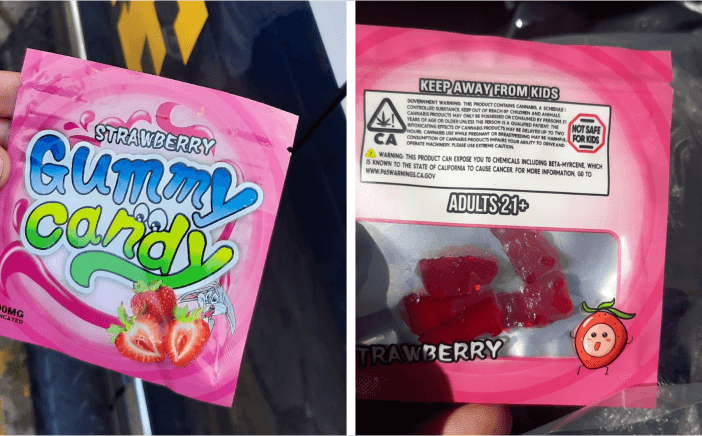 STRAWBERRY
Gummy
candy
00MG
KEEP AWAY FROM KIDS
GOVERNMENT WARNING: THIS PRODUCT CONTAINS CANNABIS, A SCHEDULE I
CONTROLLED SUBSTANCE. KEEP OUT OF REACH OF CHILDREN AND ANIMALS.
CANNABIS PRODUCTS MAY ONLY BE POSSESSED OR CONSUMED BY PERSONS 21
YEARS OF AGE OR OLDER UNLESS THE PERSON IS A QUALIFIED PATIENT. THE
INTOXICATING EFFECTS OF CANNABIS PRODUCTS MAY BE DELAYED UP TO TWO
HOURS. CANNABIS USE WHILE PREGNANT OR BREASTFEEDING MAY BE HARMFUL.
CONSUMPTION OF CANNABIS PRODUCTS IMPAIRS YOUR ABILITY TO DRIVE AND
OPERATE MACHINERY. PLEASE USE EXTREME CAUTION.
CA
NOT SAFE
FOR KIDS
WARNING: THIS PRODUCT CAN EXPOSE YOU TO CHEMICALS INCLUDING BETA-MYRCENE, WHICH
IS KNOWN TO THE STATE OF CALIFORNIA TO CAUSE CANCER. FOR MORE INFORMATION, GO TO
WWW.P65WARNINGS.CA.GOV
ADULTS 21+
TRAWBERRY